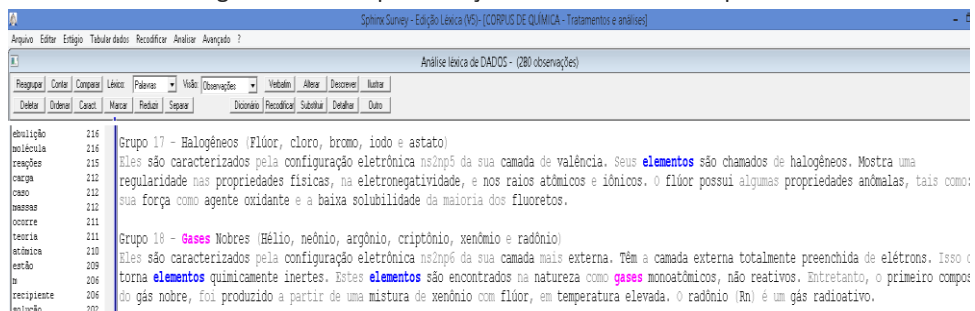 Sphinx Survey - Edição Léxica (V5)- [CORPUS DE QUÍMICA - Tratamentos e análises]
Arquivo Editar Estágio Tabular dados Recodificar Analisar Avançado ?
Análise léxica de DADOS - (280 observações)
Reagrupar Contar Comparar Léxico: Palavras Visão: Observações Verbatim Alterar Descrever Ilustrar
Deletar Ordenar Caract. Marcar Reduzir Separar Dicionário Recodificar Substituir Detalhar Outro
ebulição 216
molécula 216
reações 215
carga 212
caso 212
massas 212
ocorre 212
teoria 211
atômica 210
estão 209
m 206
recipiente 206
solução 202
Grupo 17 - Halogêneos (Flúor, cloro, bromo, iodo e astato)
Eles são caracterizados pela configuração eletrônica ns2np5 da sua camada de valência. Seus elementos são chamados de halogêneos. Mostra uma
regularidade nas propriedades físicas, na eletronegatividade, e nos raios atômicos e iônicos. O flúor possui algumas propriedades anômalas, tais como:
sua força como agente oxidante e a baixa solubilidade da maioria dos fluoretos.
Grupo 18 - Gases Nobres (Hélio, neônio, argônio, criptônio, xenômio e radônio)
Eles são caracterizados pela configuração eletrônica ns2np6 da sua camada mais externa. Têm a camada externa totalmente preenchida de elétrons. Isso
torna elementos quimicamente inertes. Estes elementos são encontrados na natureza como gases monoatômicos, não reativos. Entretanto, o primeiro compos
do gás nobre, foi produzido a partir de uma mistura de xenônio com flúor, em temperatura elevada. O radônio (Rn) é um gás radioativo.